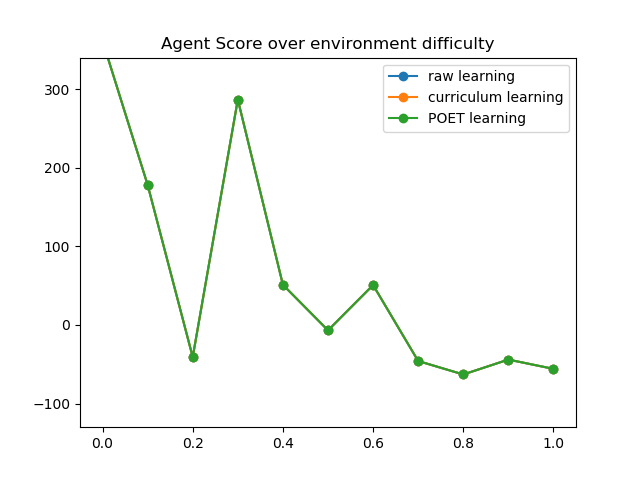 Agent Score over environment difficulty
raw learning
curriculum learning
POET learning
300
200
100
0
−100
0.0 0.2 0.4 0.6 0.8 1.0